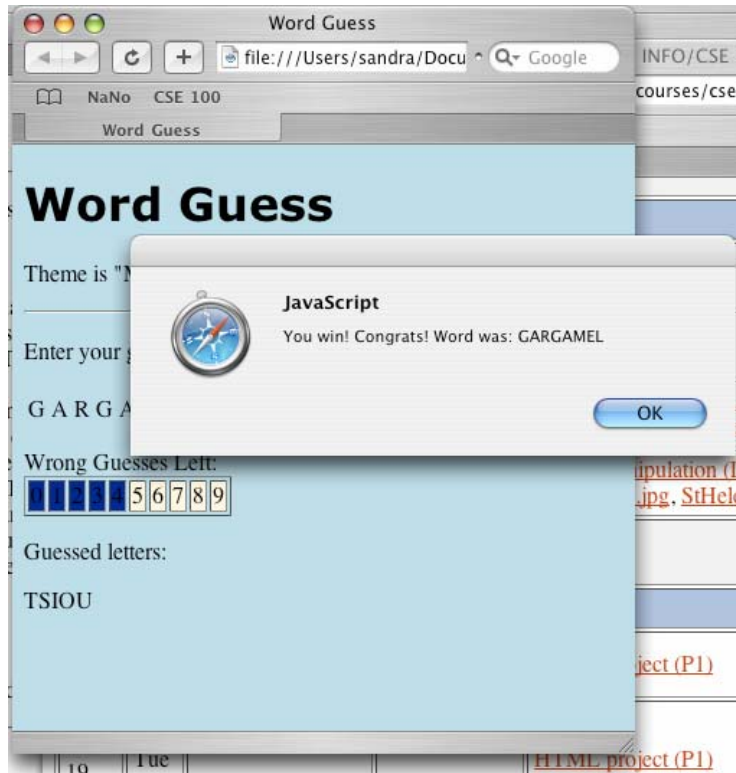 Word Guess
file:///Users/sandra/Docu
Google
INFO/CSE
NaNo CSE 100
courses/cse
Word Guess
Word Guess
Theme is "M
JavaScript
You win! Congrats! Word was: GARGAMEL
Enter your g
OK
G A R G A
Wrong Guesses Left:
0 1 2 3 4 5 6 7 8 9
ipulation (I
.jpg, StHele
Guessed letters:
TSIOU
ject (P1)
19 Tue HTML project (P1)